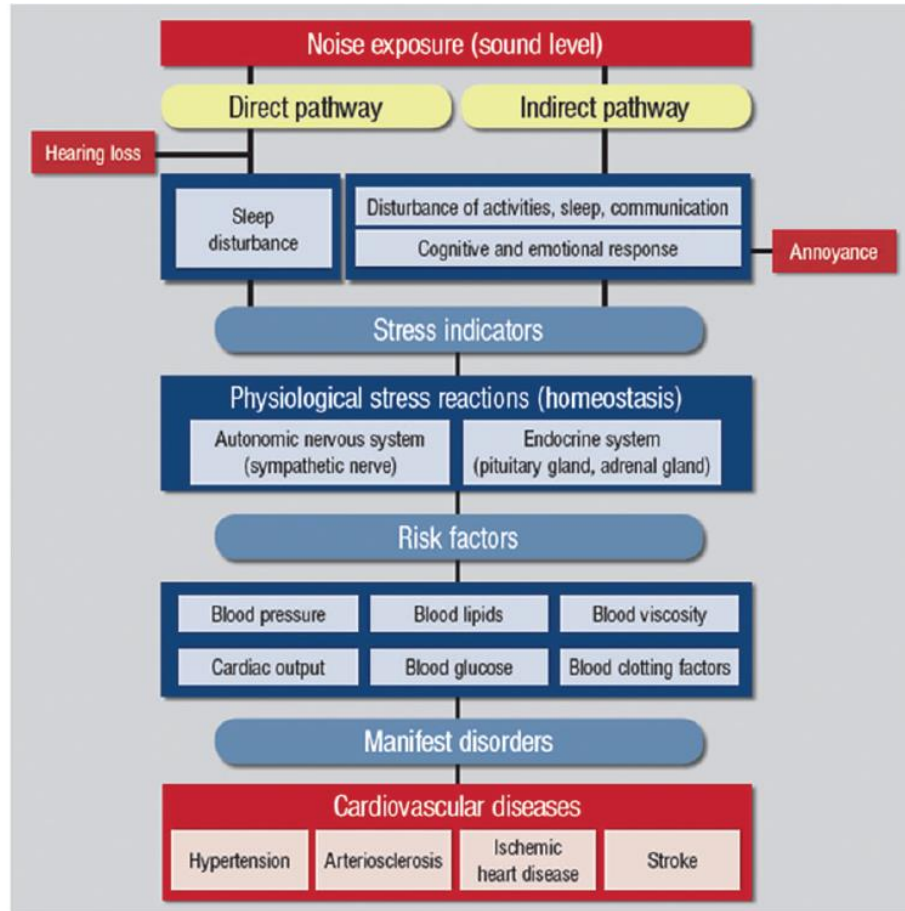 Noise exposure (sound level)
Direct pathway
Indirect pathway
Hearing loss
Sleep
disturbance
Disturbance of activities, sleep, communication
Cognitive and emotional response
Annoyance
Stress indicators
Physiological stress reactions (homeostasis)
Autonomic nervous system
(sympathetic nerve)
Endocrine system
(pituitary gland, adrenal gland)
Risk factors
Blood pressure
Blood lipids
Blood viscosity
Cardiac output
Blood glucose
Blood clotting factors
Manifest disorders
Cardiovascular diseases
Hypertension
Arteriosclerosis
Ischemic
heart disease
Stroke